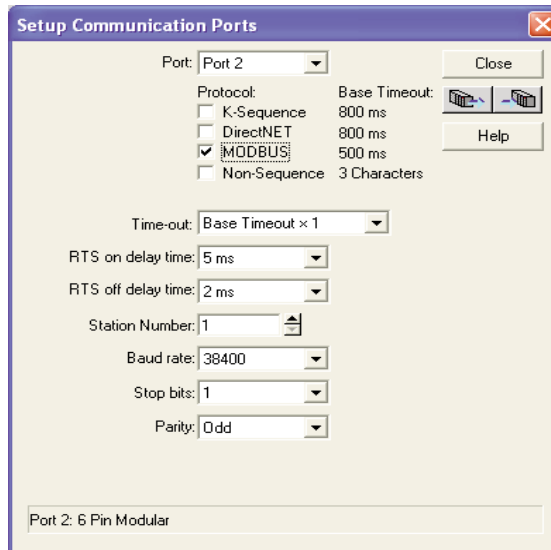 Setup Communication Ports
Port: Port 2
Close
Protocol: Base Timeout:
K-Sequence 800 ms
DirectNET 800 ms
Help
MODBUS 500 ms
Non-Sequence 3 Characters
Time-out: Base Timeout × 1
RTS on delay time: 5 ms
RTS off delay time: 2 ms
Station Number: 1
Baud rate: 38400
Stop bits: 1
Parity: Odd
Port 2: 6 Pin Modular